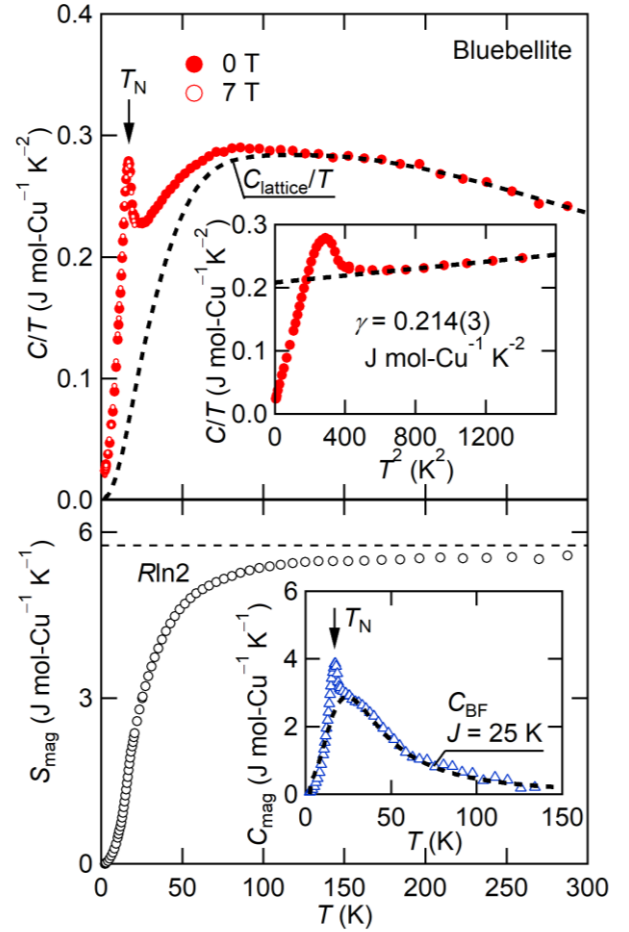 Bluebellite
0 T
7 T
T_N
C/T (J mol-Cu⁻¹ K⁻²)
0.4
0.3
0.2
0.1
0.0
C_lattice/T
C/T (J mol-Cu⁻¹K⁻²)
0.3
0.2
0.1
0.0
γ = 0.214(3)
J mol-Cu⁻¹ K⁻²
0 400 800 1200
T² (K²)
S_mag (J mol-Cu⁻¹ K⁻¹)
6
3
0
Rln2
C_mag (J mol-Cu⁻¹ K⁻¹)
6
4
2
0
T_N
C_BF
J = 25 K
0 50 100 150
T (K)
0 50 100 150 200 250 300
T (K)